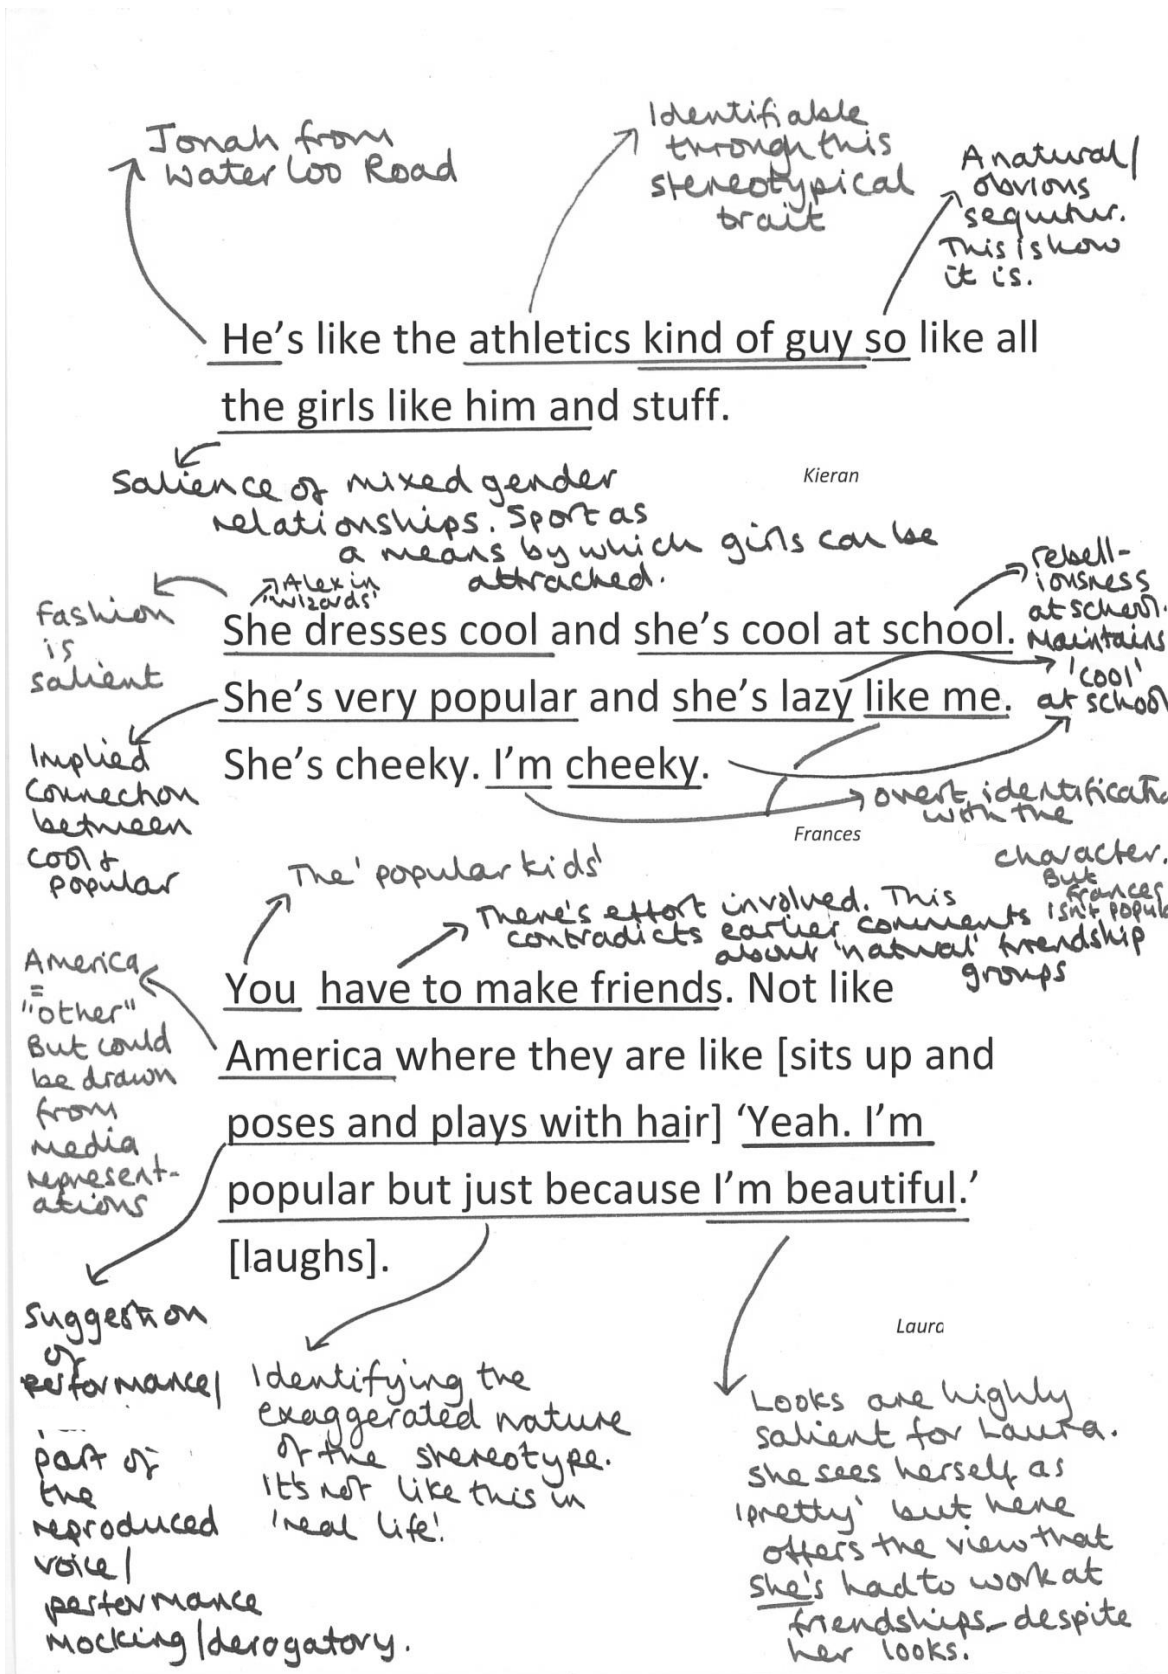 Jonah from
Waterloo Road
Identifiable
through this
stereotypical
trait
A natural/
obvious
sequitur.
This is how
it is.
He's like the athletics kind of guy so like all
the girls like him and stuff.
Kieran
Salience of mixed gender
relationships. Sport as
a means by which girls can be
attracted.
Fashion
is
salient
Alex in
'Wizards'
rebell-
iousness
at school.
Maintains
'cool'
at school
She dresses cool and she's cool at school.
She's very popular and she's lazy like me.
She's cheeky. I'm cheeky.
Implied
connection
between
cool &
popular
overt identificatio
with the
character.
But
Frances
isn't popul
Frances
The 'popular kids'
There's effort involved. This
contradicts earlier comments
about 'natural' friendship
groups
America
=
"other"
But could
be drawn
from
media
represent-
ations
You have to make friends. Not like
America where they are like [sits up and
poses and plays with hair] ‘Yeah. I'm
popular but just because I'm beautiful.’
[laughs].
Laura
Suggestion
of
performance/
part of
the
reproduced
voice/
performance
Mocking/derogatory.
Identifying the
exaggerated nature
of the stereotype.
It's not like this in
'real life'.
Looks are highly
salient for Laura.
She sees herself as
'pretty' but here
offers the view that
she's had to work at
friendships - despite
her looks.